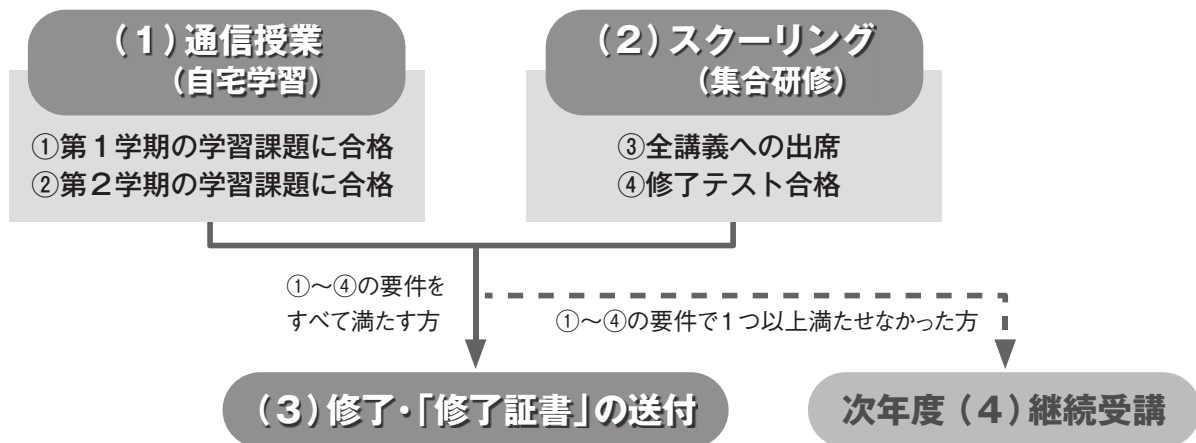 (1)通信授業
(自宅学習)
①第1学期の学習課題に合格
②第2学期の学習課題に合格
(2)スクーリング
(集合研修)
③全講義への出席
④修了テスト合格
①～④の要件を
すべて満たす方
①～④の要件で1つ以上満たせなかった方
(3)修了・「修了証書」の送付
次年度(4)継続受講